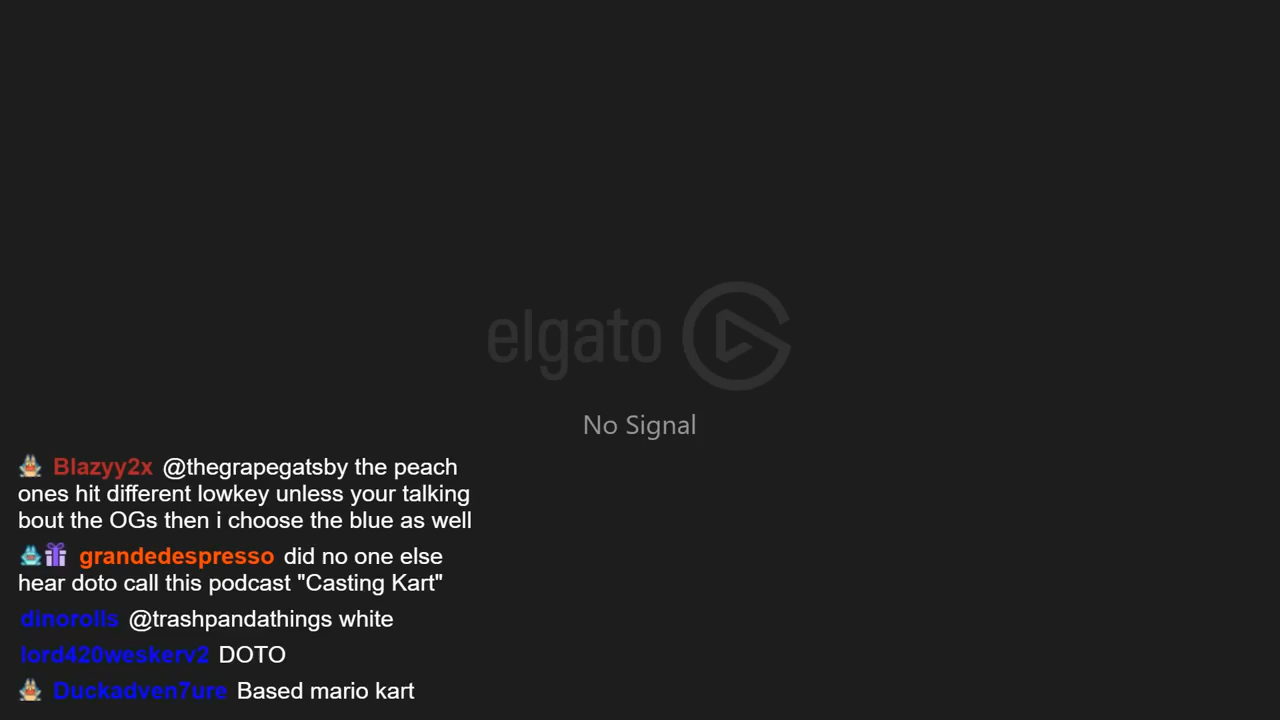 elgato
No Signal
Blazyy2x @thegrapegatsby the peach
ones hit different lowkey unless your talking
bout the OGs then i choose the blue as well
grandedespresso did no one else
hear doto call this podcast "Casting Kart"
dinorolls @trashpandathings white
lord420weskerv2 DOTO
Duckadven7ure Based mario kart